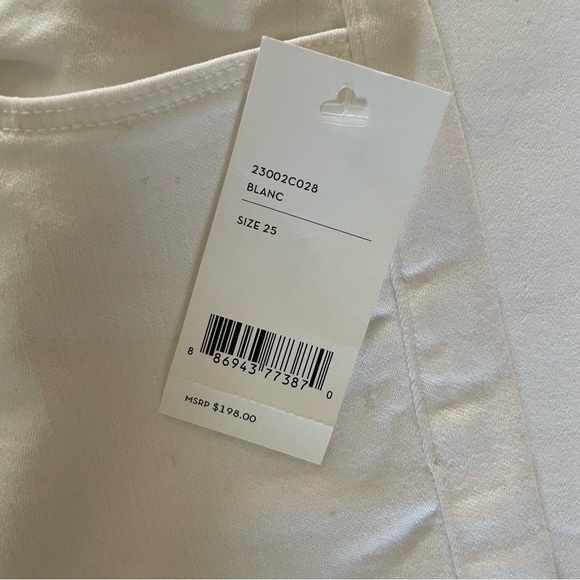 23002C028
BLANC
SIZE 25
8 86943 77387 0
MSRP $198.00